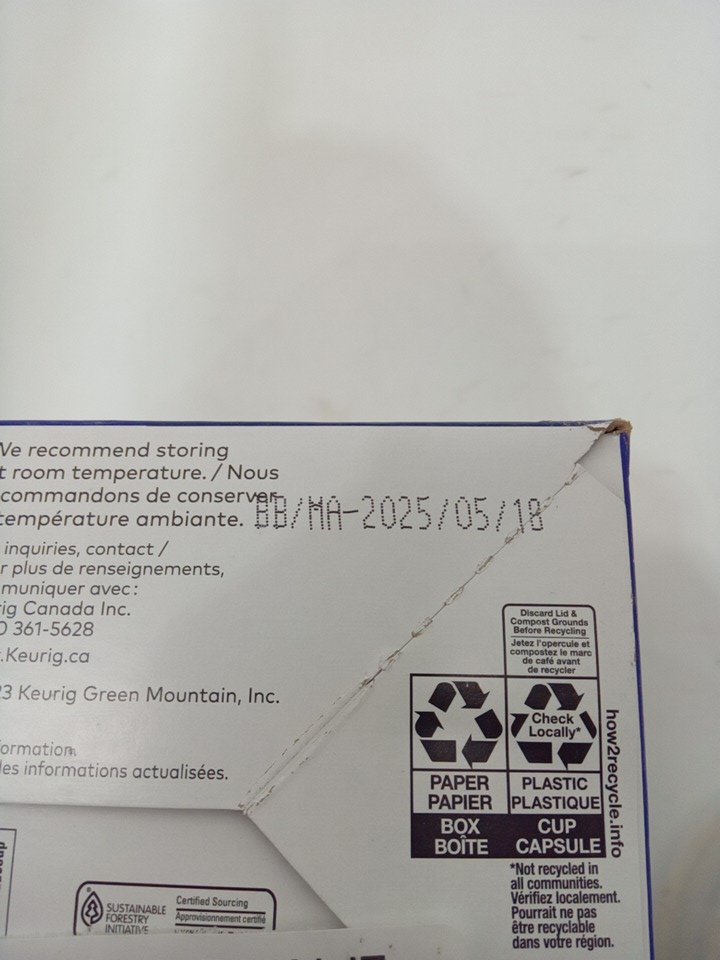 We recommend storing
t room temperature. / Nous
commandons de conserver
température ambiante.
BB/MA-2025/05/18
inquiries, contact /
r plus de renseignements,
muniquer avec:
rig Canada Inc.
361-5628
.Keurig.ca
23 Keurig Green Mountain, Inc.
formation
les informations actualisées.
Discard Lid &
Compost Grounds
Before Recycling
Jetez l'opercule et
compostez le marc
de café avant
de recycler
Check
Locally*
PAPER
PAPIER
BOX
BOÎTE
PLASTIC
PLASTIQUE
CUP
CAPSULE
how2recycle.info
*Not recycled in
all communities.
Vérifiez localement.
Pourrait ne pas
être recyclable
dans votre région.
SUSTAINABLE
FORESTRY
INITIATIVE
Certified Sourcing
Approvisionnement certifié